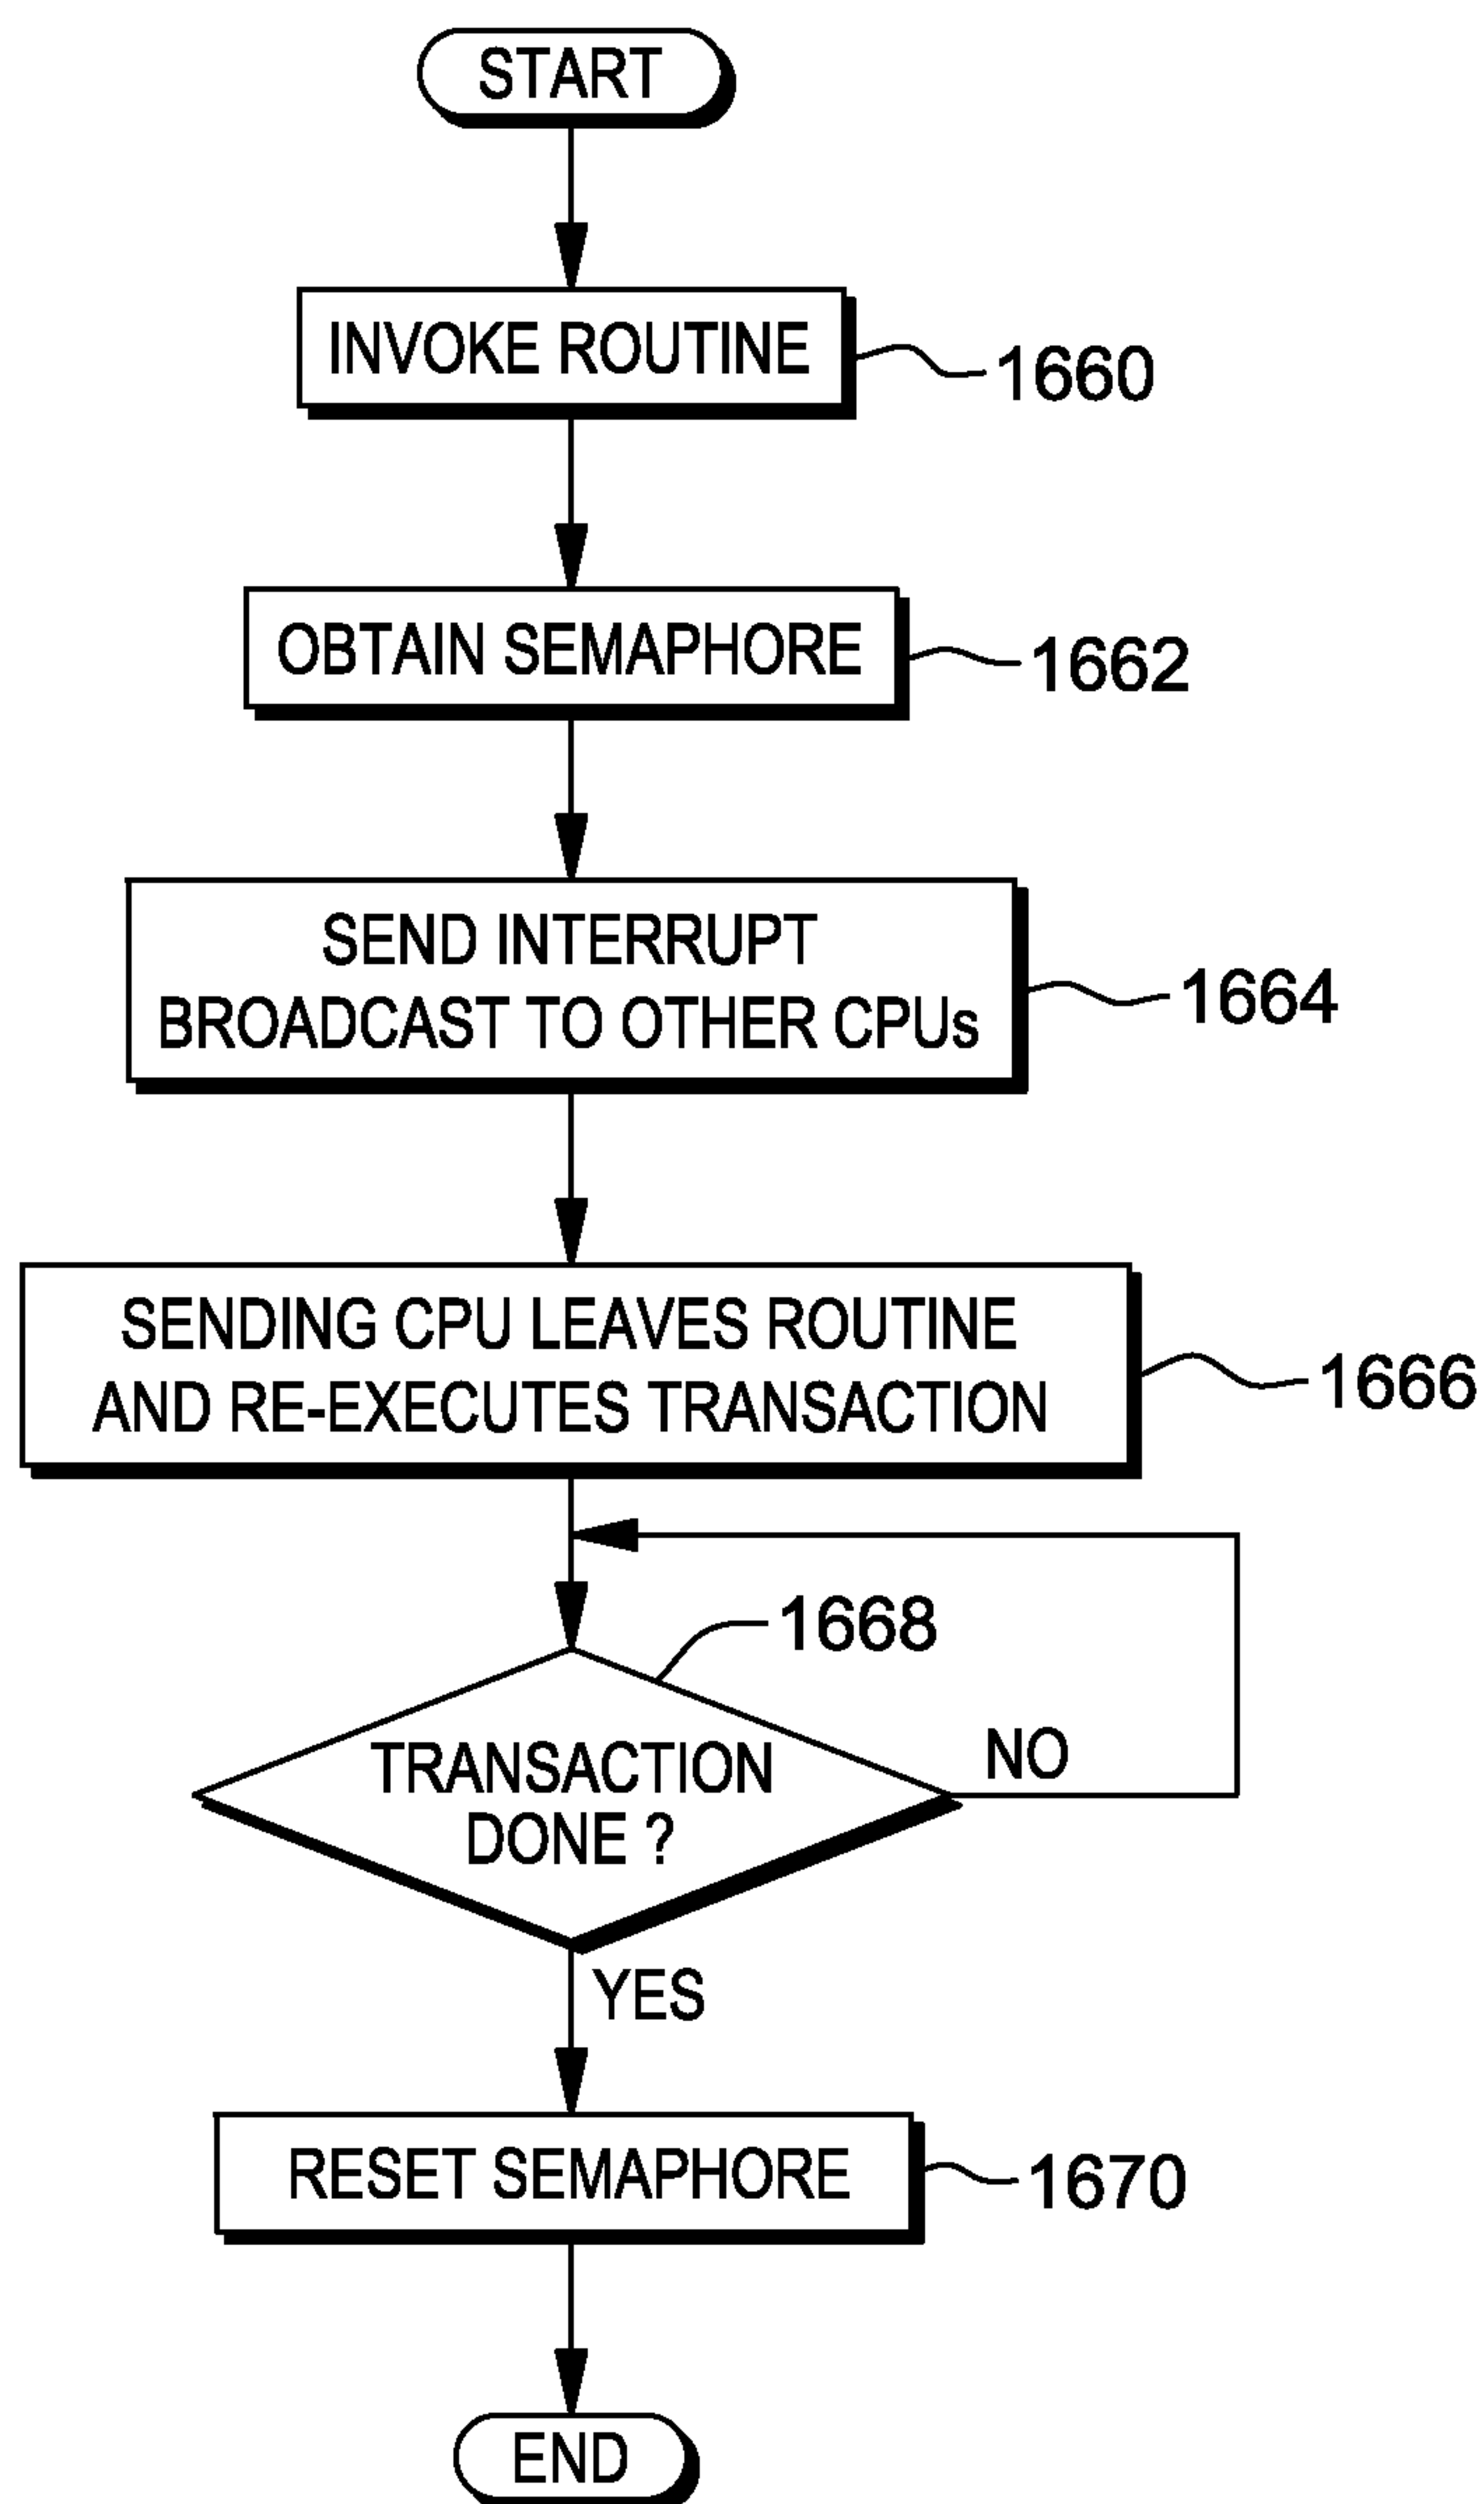 START
INVOKE ROUTINE
1660
OBTAIN SEMAPHORE
1662
SEND INTERRUPT
BROADCAST TO OTHER CPUs
1664
SENDING CPU LEAVES ROUTINE
AND RE-EXECUTES TRANSACTION
1666
1668
TRANSACTION
DONE ?
NO
YES
RESET SEMAPHORE
1670
END